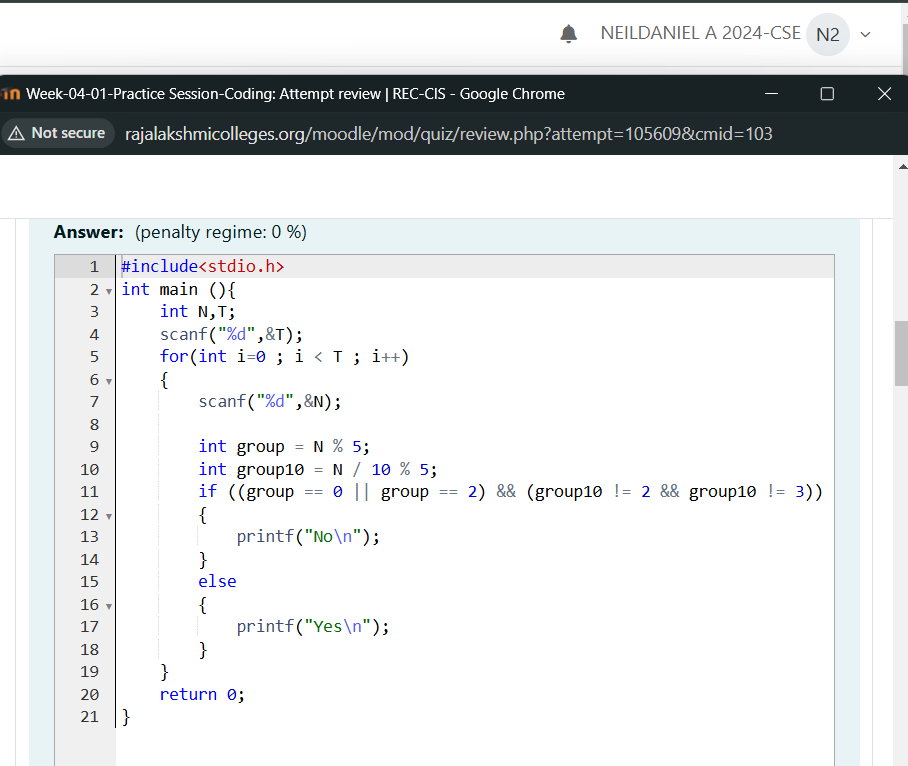 NEILDANIEL A 2024-CSE N2
Week-04-01-Practice Session-Coding: Attempt review | REC-CIS - Google Chrome
Not secure rajalakshmicolleges.org/moodle/mod/quiz/review.php?attempt=105609&cmid=103
Answer: (penalty regime: 0 %)
1 #include<stdio.h>
2 int main (){
3 int N,T;
4 scanf("%d",&T);
5 for(int i=0 ; i < T ; i++)
6 {
7 scanf("%d",&N);
8
9 int group = N % 5;
10 int group10 = N / 10 % 5;
11 if ((group == 0 || group == 2) && (group10 != 2 && group10 != 3))
12 {
13 printf("No\n");
14 }
15 else
16 {
17 printf("Yes\n");
18 }
19 }
20 return 0;
21 }